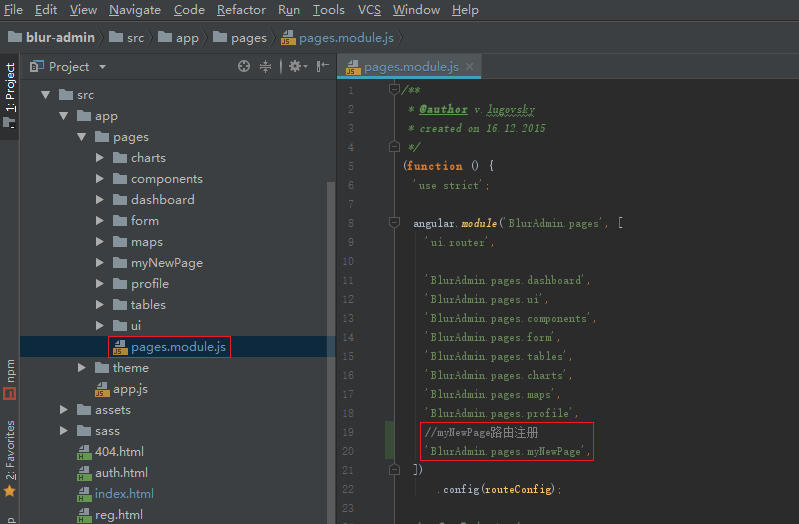 File Edit View Navigate Code Refactor Run Tools VCS Window Help
blur-admin src app pages pages.module.js
1: Project
Project
pages.module.js
src
app
pages
charts
components
dashboard
form
maps
myNewPage
profile
tables
ui
pages.module.js
theme
app.js
assets
sass
404.html
auth.html
index.html
reg.html
npm
2: Favorites
1 /**
2 * @author v.lugovsky
3 * created on 16.12.2015
4 */
5 (function () {
6 'use strict';
7
8 angular.module('BlurAdmin.pages', [
9 'ui.router',
10
11 'BlurAdmin.pages.dashboard',
12 'BlurAdmin.pages.ui',
13 'BlurAdmin.pages.components',
14 'BlurAdmin.pages.form',
15 'BlurAdmin.pages.tables',
16 'BlurAdmin.pages.charts',
17 'BlurAdmin.pages.maps',
18 'BlurAdmin.pages.profile',
19 //myNewPage路由注册
20 'BlurAdmin.pages.myNewPage',
21 ])
22 .config(routeConfig);
23